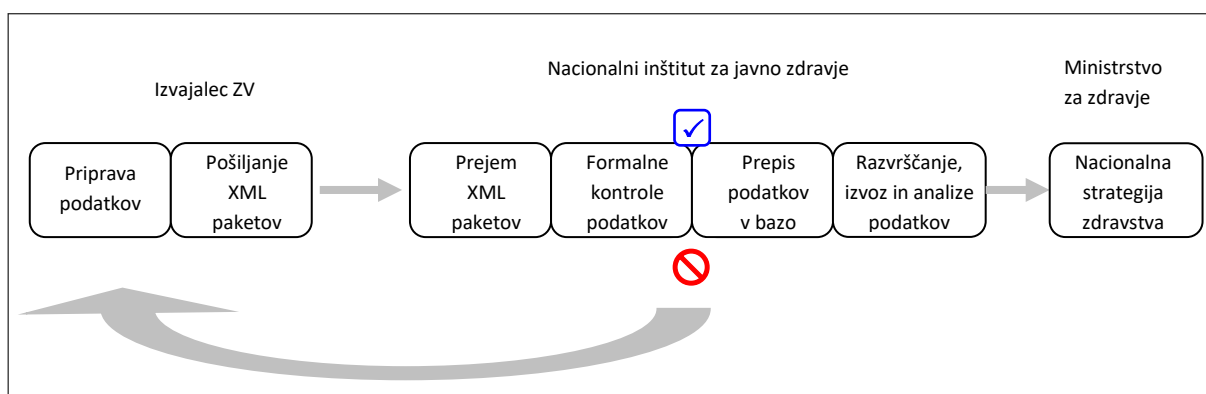 Izvajalec ZV
Nacionalni inštitut za javno zdravje
Ministrstvo
za zdravje
Priprava
podatkov
Pošiljanje
XML
paketov
Prejem
XML
paketov
Formalne
kontrole
podatkov
Prepis
podatkov
v bazo
Razvrščanje,
izvoz in analize
podatkov
Nacionalna
strategija
zdravstva